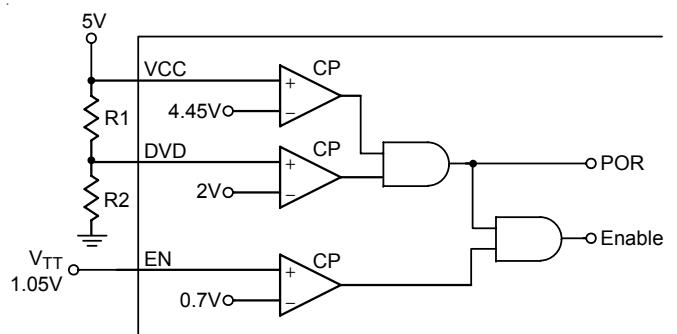 5V
VCC
CP
+
4.45V
−
R1
DVD
CP
+
POR
2V
−
R2
Enable
VTT
EN
CP
1.05V
+
0.7V
−